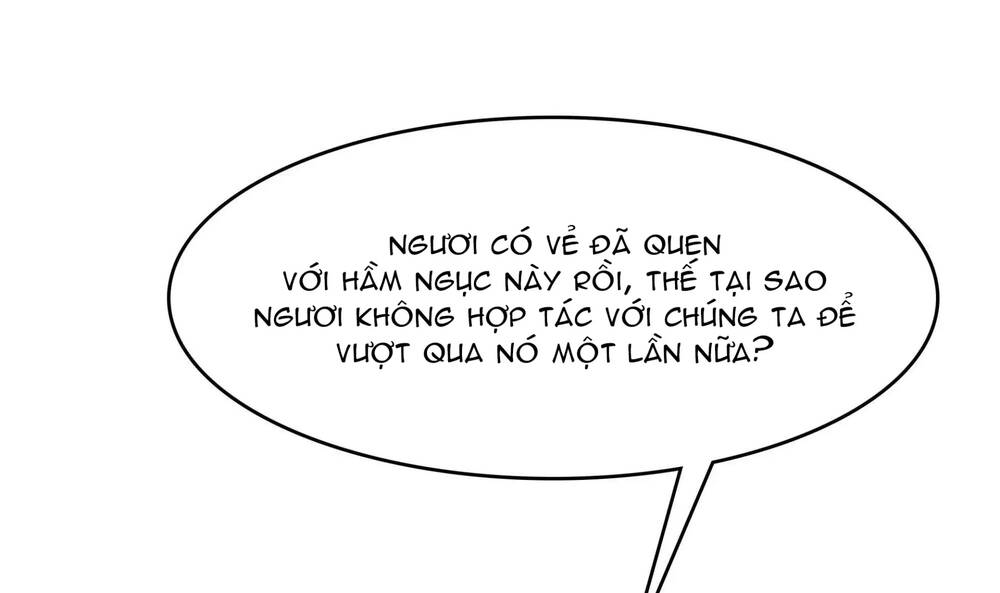 NGƯƠI CÓ VẺ ĐÃ QUEN
VỚI HẦM NGỤC NÀY RỒI, THẾ TẠI SAO
NGƯƠI KHÔNG HỢP TÁC VỚI CHÚNG TA ĐỂ
VƯỢT QUA NÓ MỘT LẦN NỮA?